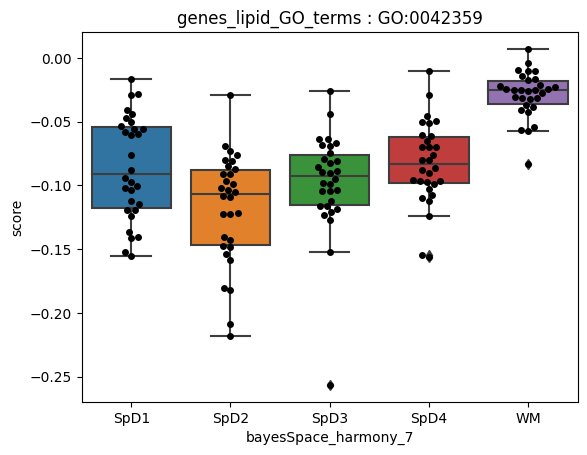 genes_lipid_GO_terms : GO:0042359
0.00
−0.05
−0.10
−0.15
−0.20
−0.25
score
SpD1 SpD2 SpD3 SpD4 WM
bayesSpace_harmony_7